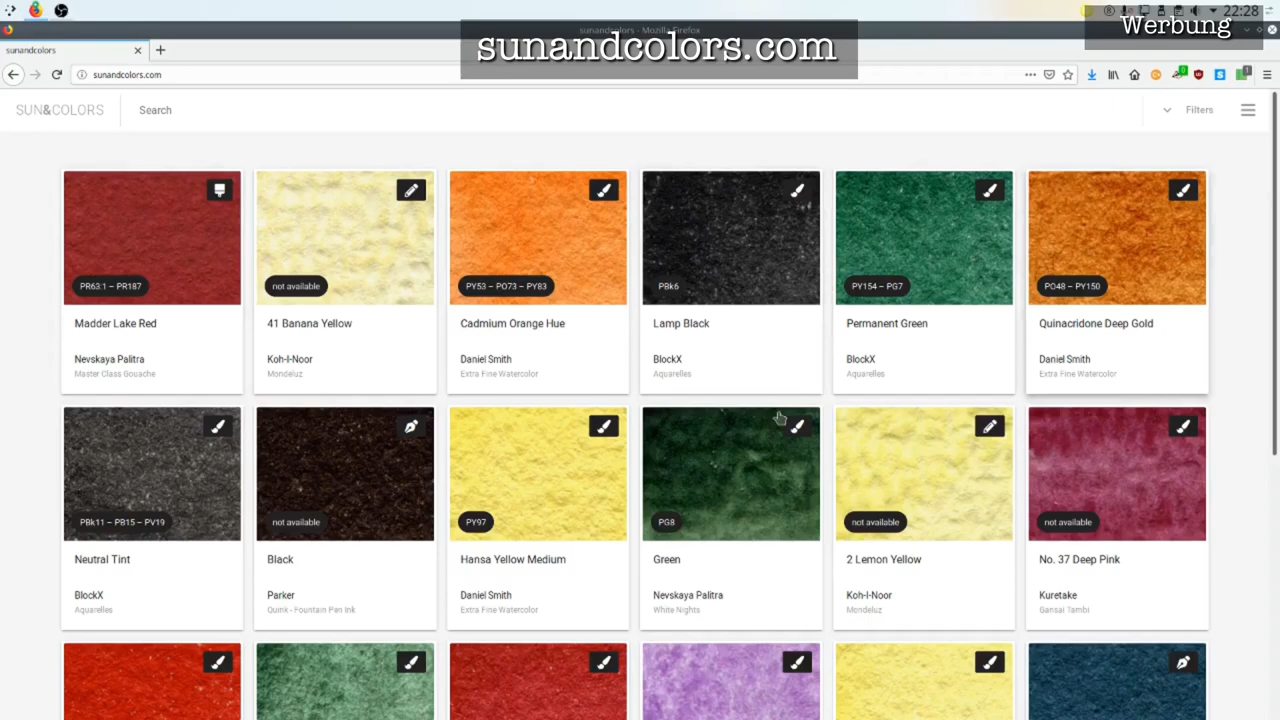 22:28
sunandcolors - Mozilla Firefox
Werbung
sunandcolors.com
sunandcolors
sunandcolors.com
SUN&COLORS
Search
Filters
PR63:1 – PR187
not available
PY53 – PO73 – PY83
PBk6
PY154 – PG7
PO48 – PY150
Madder Lake Red
41 Banana Yellow
Cadmium Orange Hue
Lamp Black
Permanent Green
Quinacridone Deep Gold
Nevskaya Palitra
Koh-I-Noor
Daniel Smith
BlockX
BlockX
Daniel Smith
Master Class Gouache
Mondeluz
Extra Fine Watercolor
Aquarelles
Aquarelles
Extra Fine Watercolor
PBk11 – PB15 – PV19
not available
PY97
PG8
not available
not available
Neutral Tint
Black
Hansa Yellow Medium
Green
2 Lemon Yellow
No. 37 Deep Pink
BlockX
Parker
Daniel Smith
Nevskaya Palitra
Koh-I-Noor
Kuretake
Aquarelles
Quink - Fountain Pen Ink
Extra Fine Watercolor
White Nights
Mondeluz
Gansai Tambi